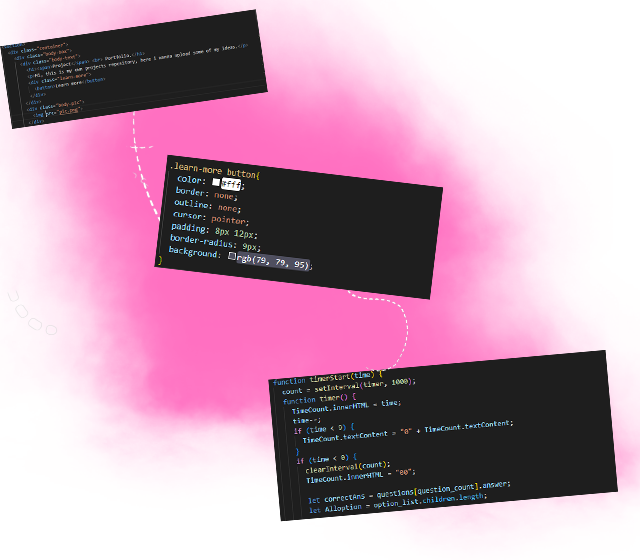 <div class="container">
<div class="body-box">
<div class="body-text">
<h1><span>Project</span> <br> Portfolio.</h1>
<p>Hi, this is my own projects repository, here i wanna upload some of my ideas.</p>
<div class="learn-more">
<button>Learn more</button>
</div>
</div>
<div class="body-pic">
<img src="pic.png">
</div>
.learn-more button{
color: #fff;
border: none;
outline: none;
cursor: pointer;
padding: 8px 12px;
border-radius: 9px;
background: rgb(79, 79, 95);
}
function timerStart(time) {
count = setInterval(timer, 1000);
function timer() {
TimeCount.innerHTML = time;
time--;
if (time < 9) {
TimeCount.textContent = "0" + TimeCount.textContent;
}
if (time < 0) {
clearInterval(count);
TimeCount.innerHTML = "00";
let correctAns = questions[question_count].answer;
let Alloption = option_list.children.length;